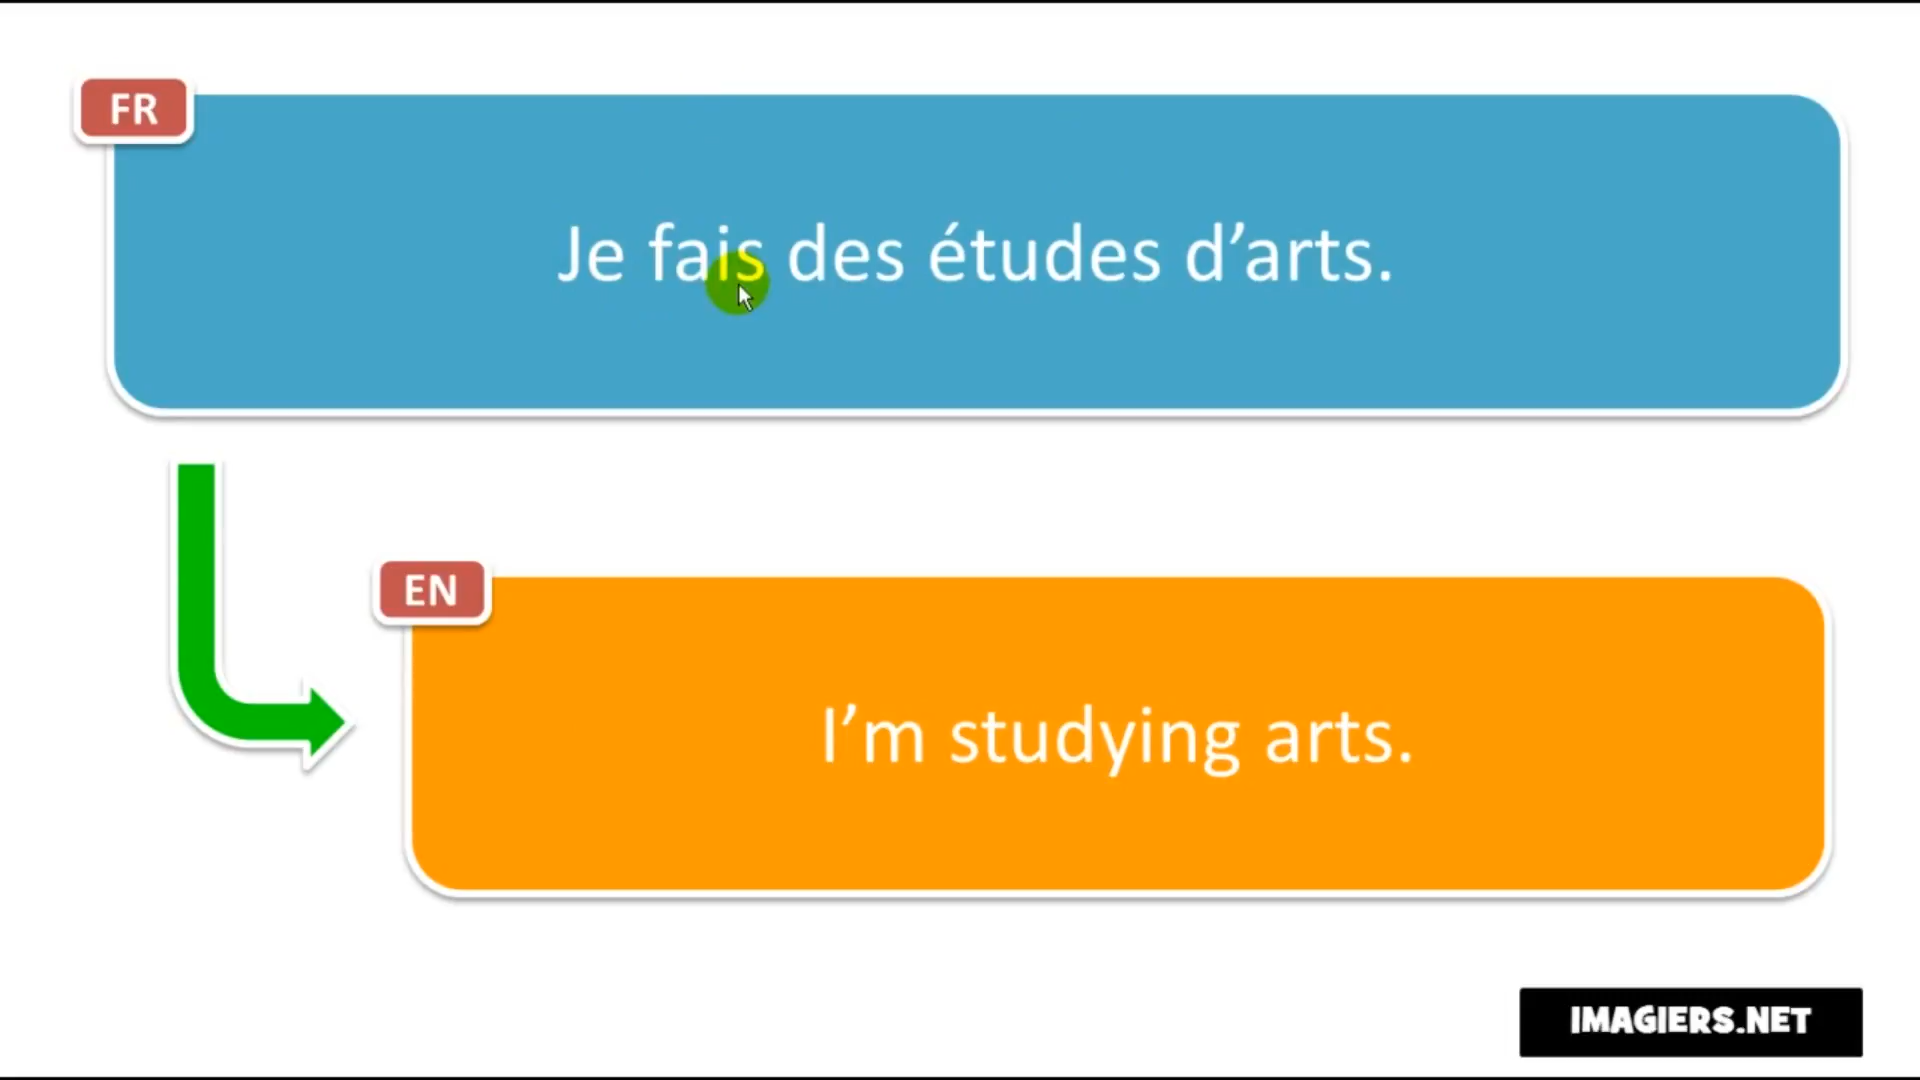 FR
Je fais des études d’arts.
EN
I’m studying arts.
IMAGIERS.NET